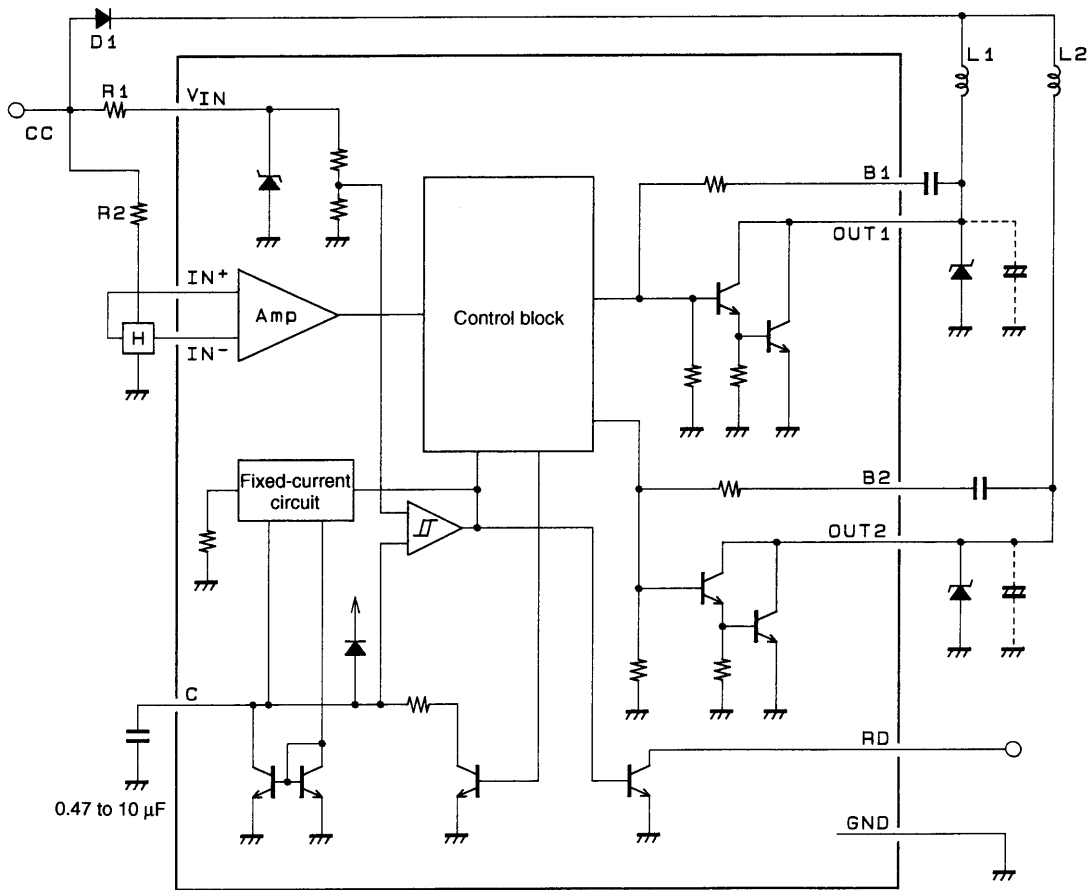 D1
L1
L2
R1
VIN
CC
B1
R2
OUT1
IN+
Amp
Control block
H
IN-
Fixed-current
circuit
B2
OUT2
C
RD
0.47 to 10 μF
GND